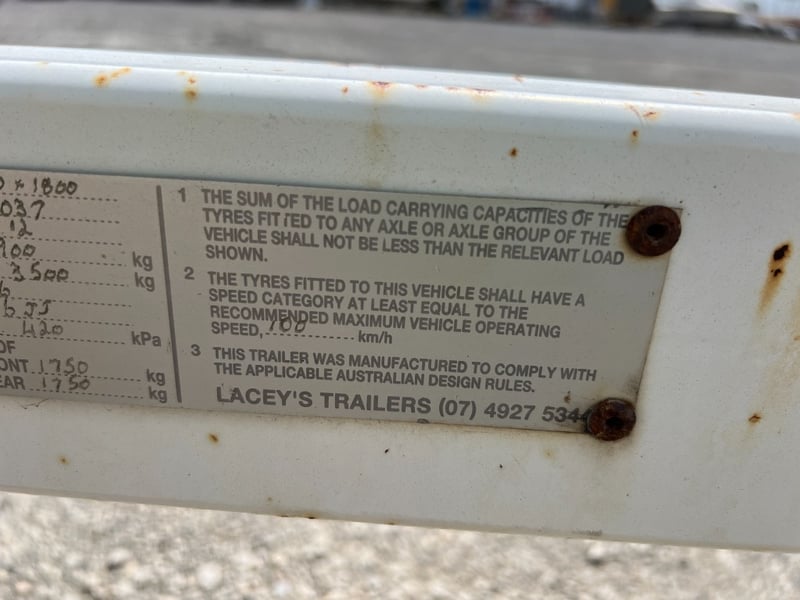 0 x 1800
037
12
900 kg
3500 kg
6
6 JJ
420 kPa
OF
ONT 1750 kg
EAR 1750 kg
1 THE SUM OF THE LOAD CARRYING CAPACITIES OF THE
TYRES FITTED TO ANY AXLE OR AXLE GROUP OF THE
VEHICLE SHALL NOT BE LESS THAN THE RELEVANT LOAD
SHOWN.
2 THE TYRES FITTED TO THIS VEHICLE SHALL HAVE A
SPEED CATEGORY AT LEAST EQUAL TO THE
RECOMMENDED MAXIMUM VEHICLE OPERATING
SPEED, 100 km/h
3 THIS TRAILER WAS MANUFACTURED TO COMPLY WITH
THE APPLICABLE AUSTRALIAN DESIGN RULES.
LACEY'S TRAILERS (07) 4927 5344